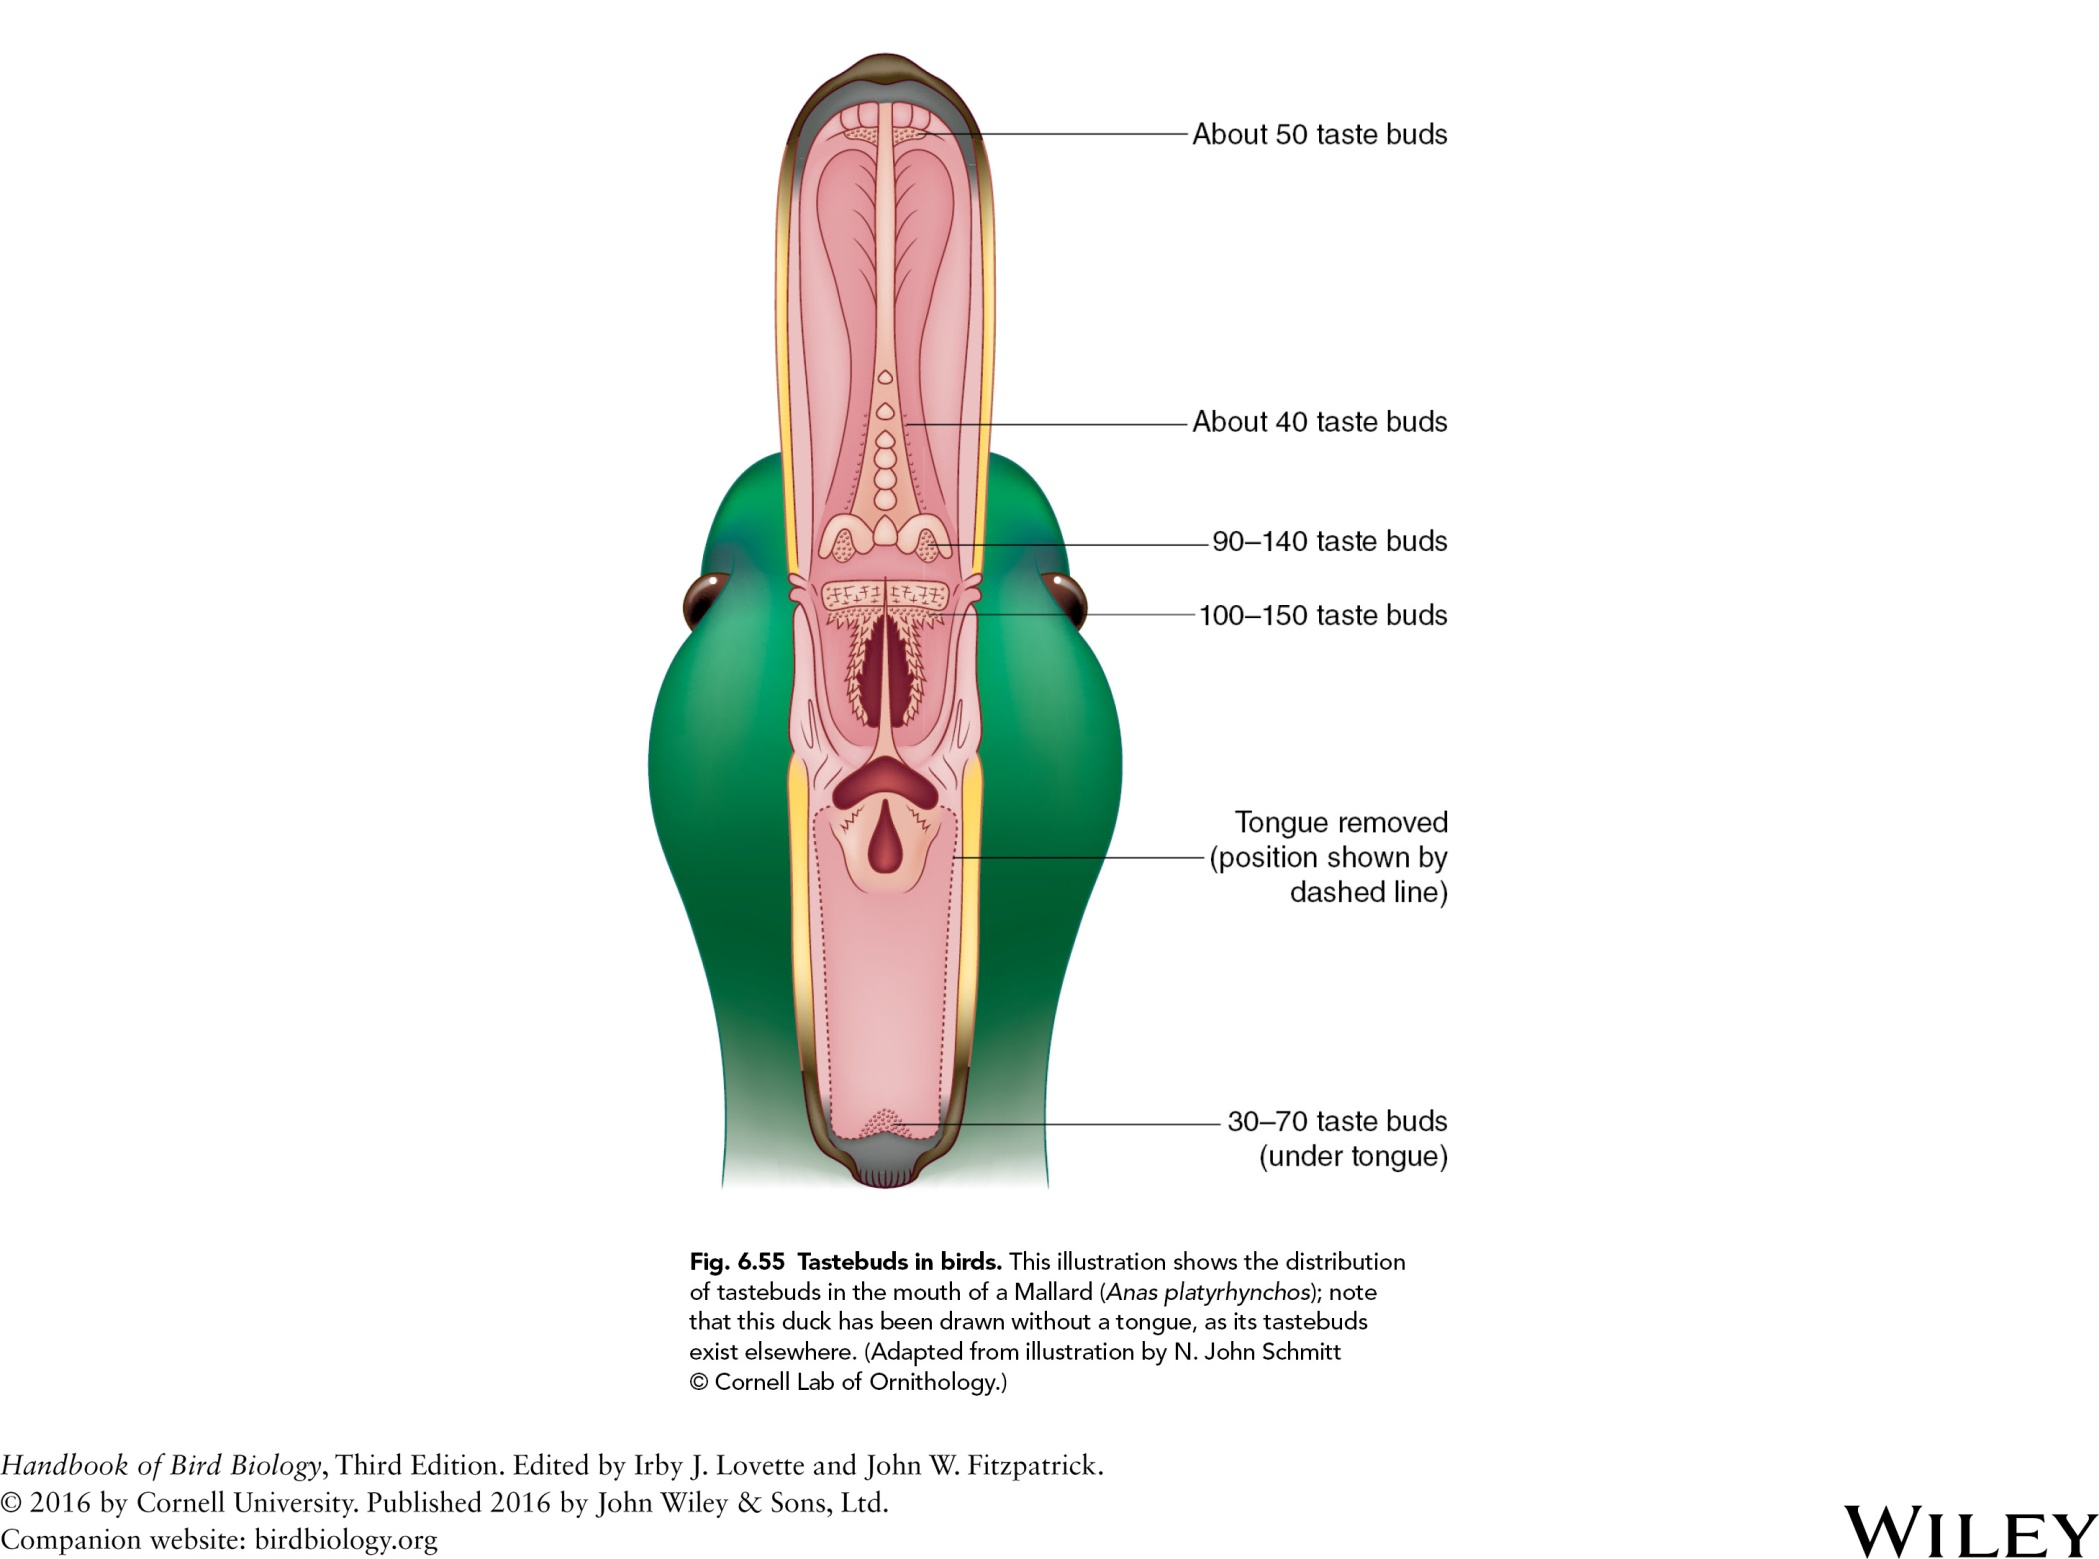 About 50 taste buds
About 40 taste buds
90–140 taste buds
100–150 taste buds
Tongue removed
(position shown by
dashed line)
30–70 taste buds
(under tongue)
Fig. 6.55 Tastebuds in birds. This illustration shows the distribution
of tastebuds in the mouth of a Mallard (Anas platyrhynchos); note
that this duck has been drawn without a tongue, as its tastebuds
exist elsewhere. (Adapted from illustration by N. John Schmitt
© Cornell Lab of Ornithology.)
Handbook of Bird Biology, Third Edition. Edited by Irby J. Lovette and John W. Fitzpatrick.
© 2016 by Cornell University. Published 2016 by John Wiley & Sons, Ltd.
Companion website: birdbiology.org
WILEY